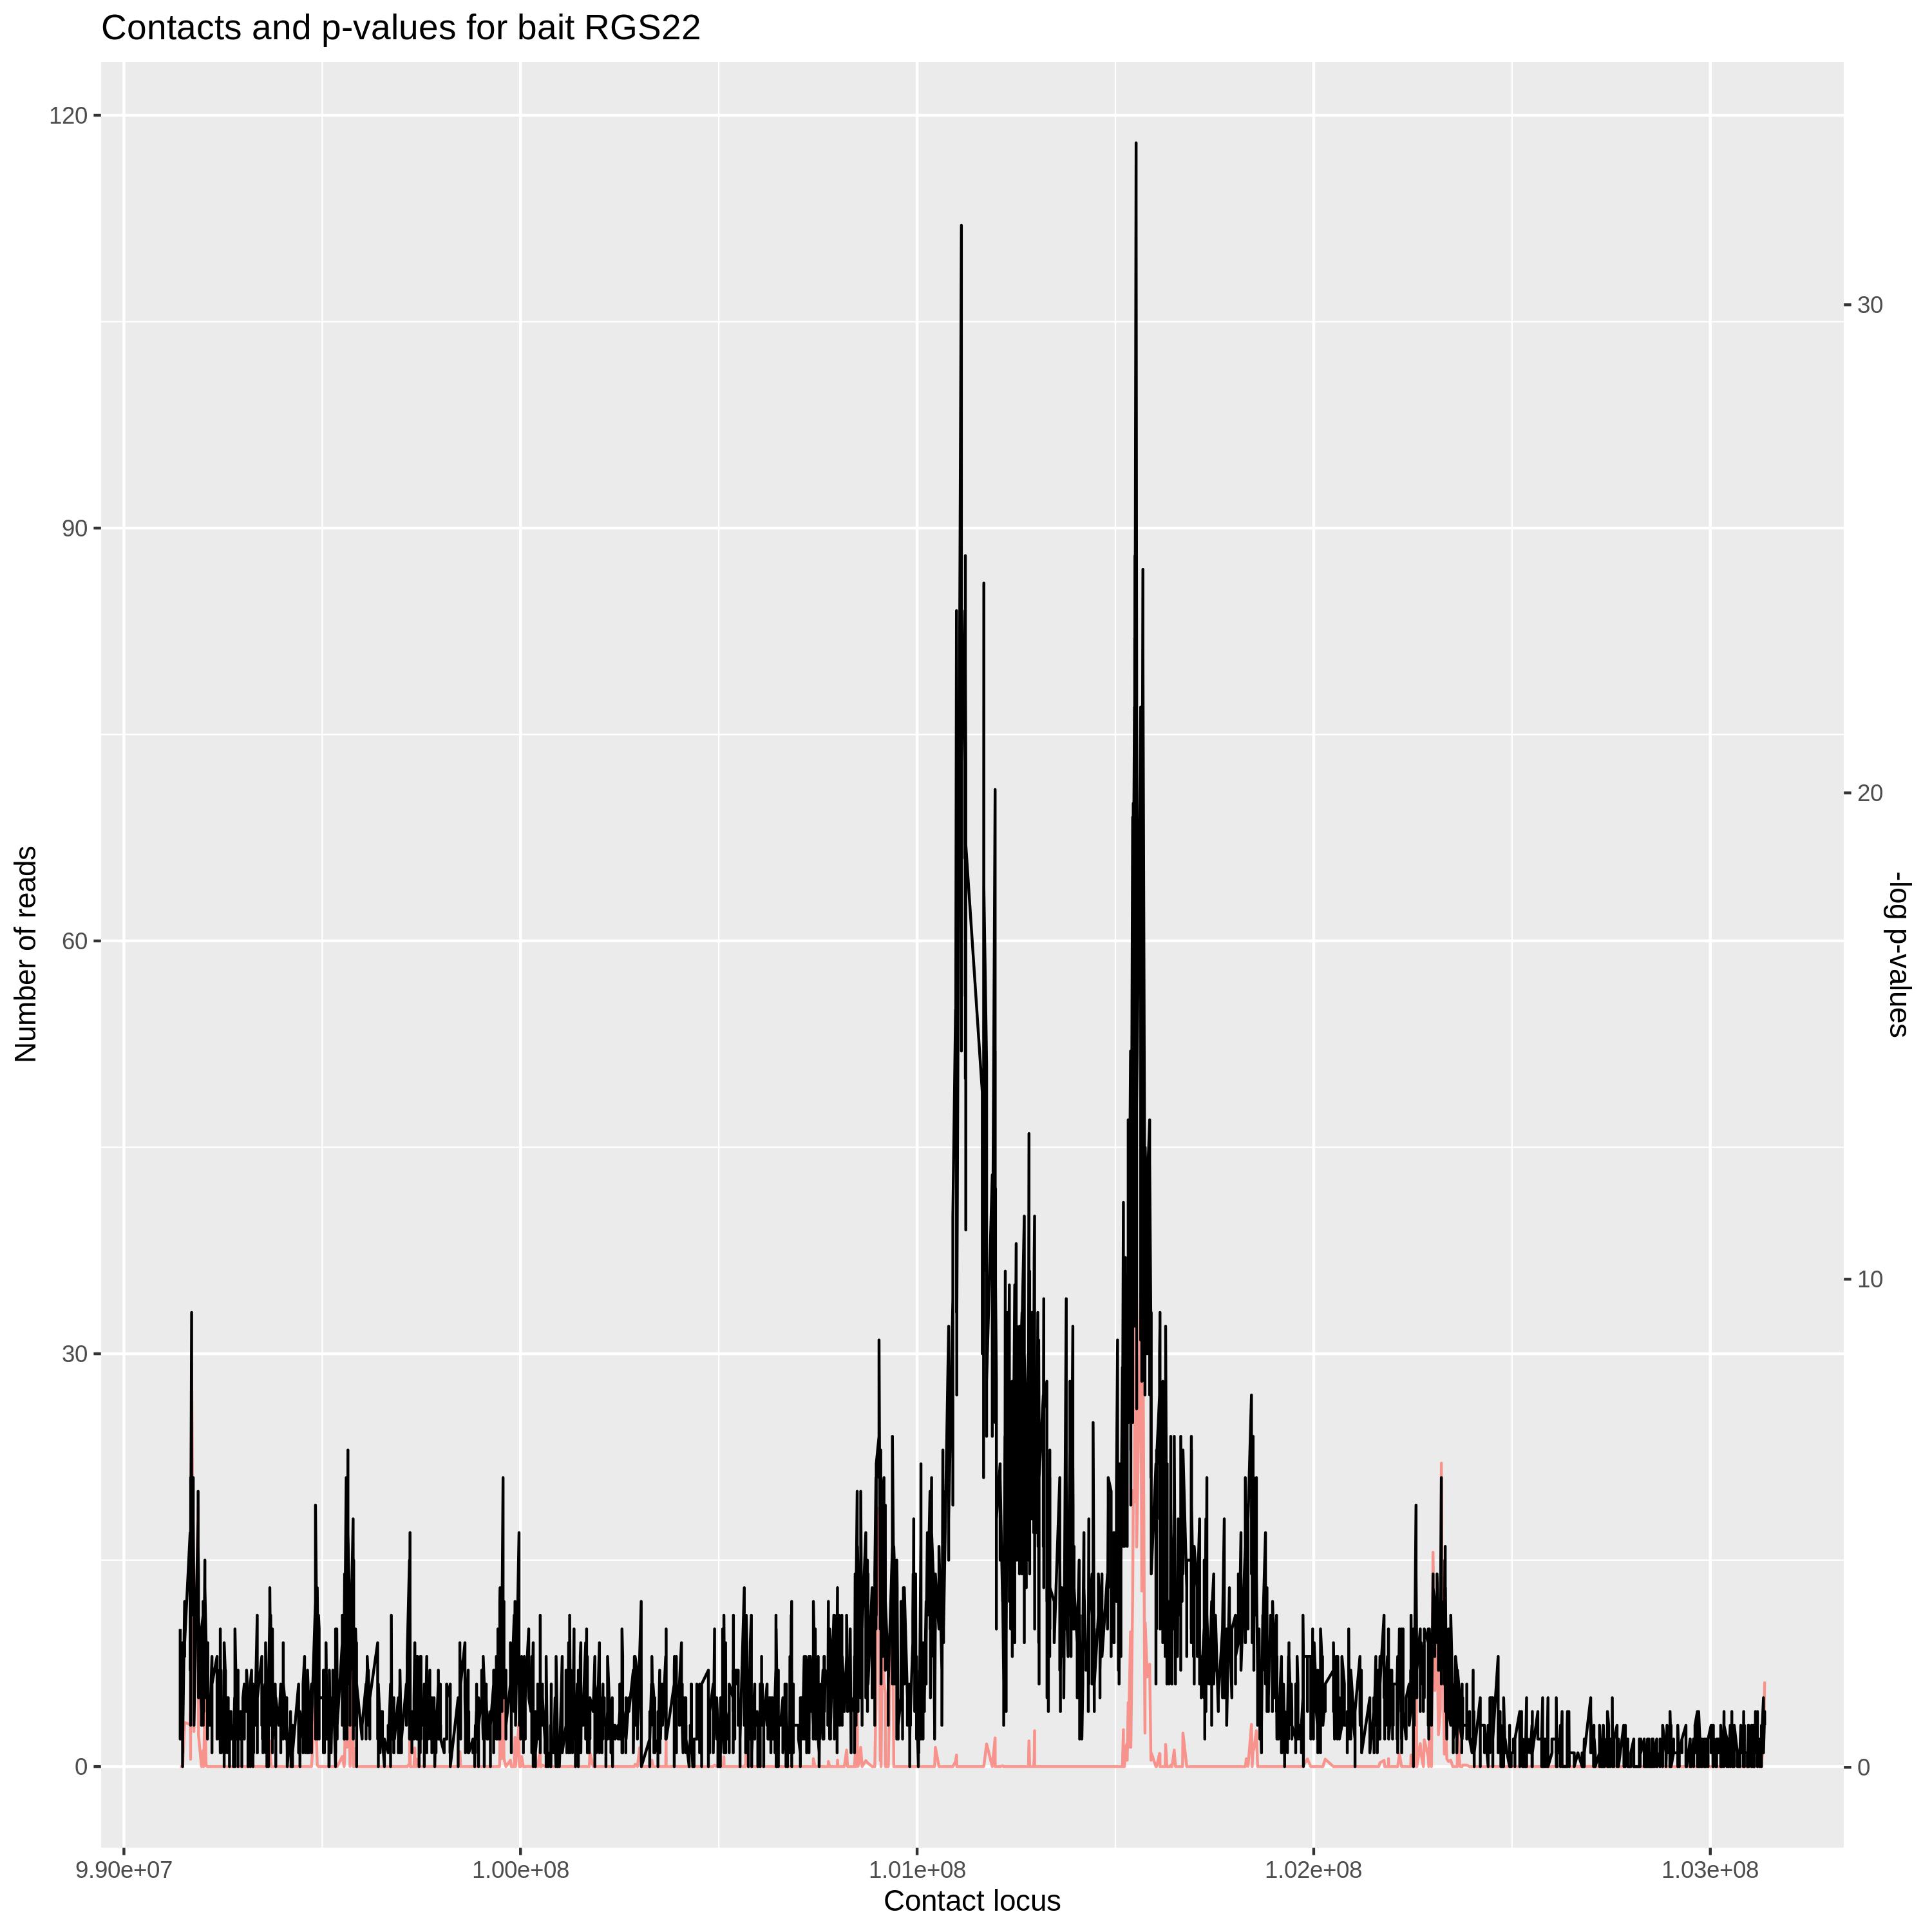 Contacts and p-values for bait RGS22
120
90
60
30
0
30
20
10
0
Number of reads
-log p-values
9.90e+07
1.00e+08
1.01e+08
1.02e+08
1.03e+08
Contact locus